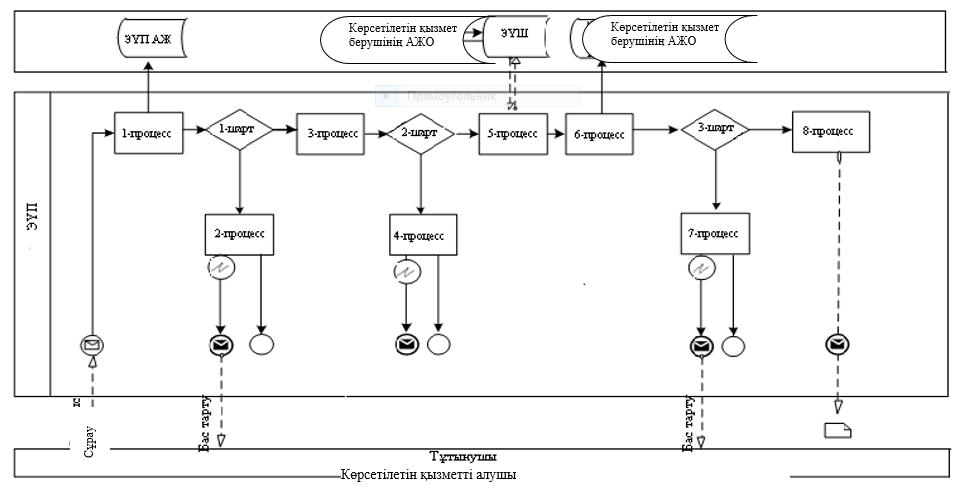 ЭҮП АЖ
Көрсетілетін қызмет
берушінің АЖО
ЭҮШ
Көрсетілетін қызмет
берушінің АЖО
Прямоугольник
1-процесс
1-шарт
3-процесс
2-шарт
5-процесс
6-процесс
3-шарт
8-процесс
ЭҮП
2-процесс
4-процесс
7-процесс
Сұрау
Бас тарту
Бас тарту
Тұтынушы
Көрсетілетін қызметті алушы